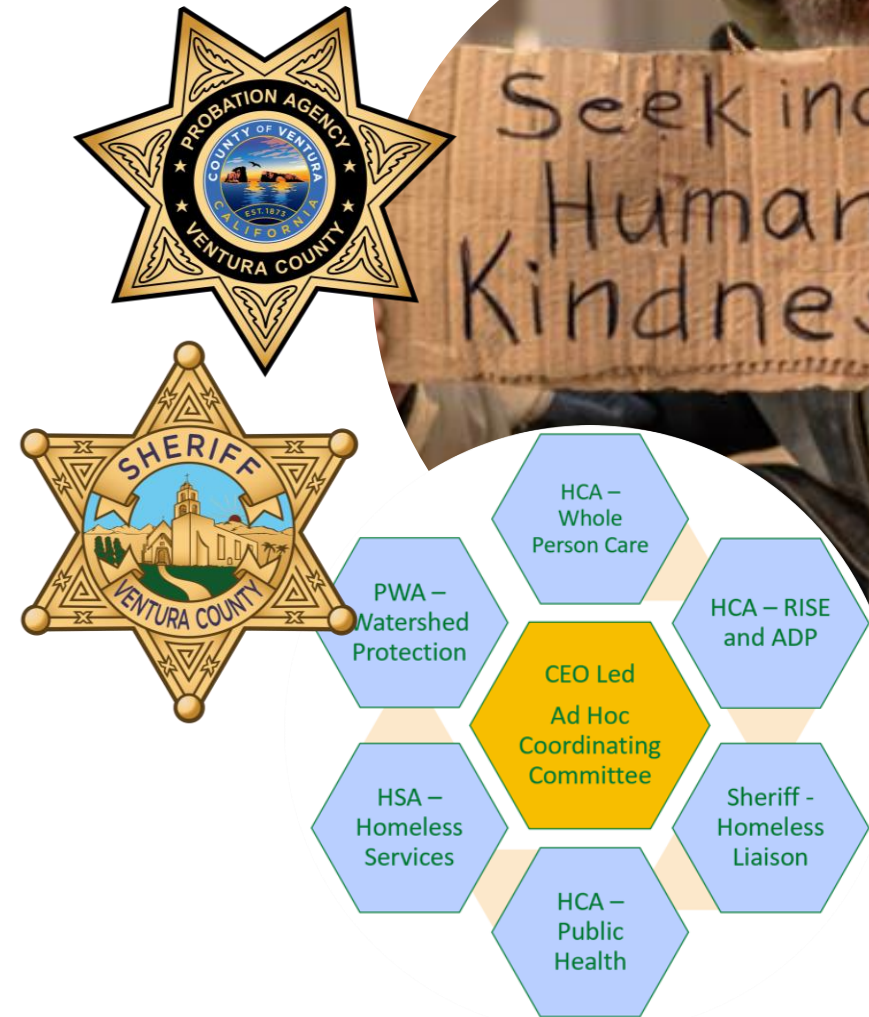 PROBATION AGENCY
COUNTY OF VENTURA
EST.1873
CALIFORNIA
VENTURA COUNTY
Seeking
Human
Kindnes
SHERIFF
VENTURA COUNTY
HCA –
Whole
Person Care
PWA –
Watershed
Protection
HCA – RISE
and ADP
CEO Led
Ad Hoc
Coordinating
Committee
HSA –
Homeless
Services
Sheriff -
Homeless
Liaison
HCA –
Public
Health